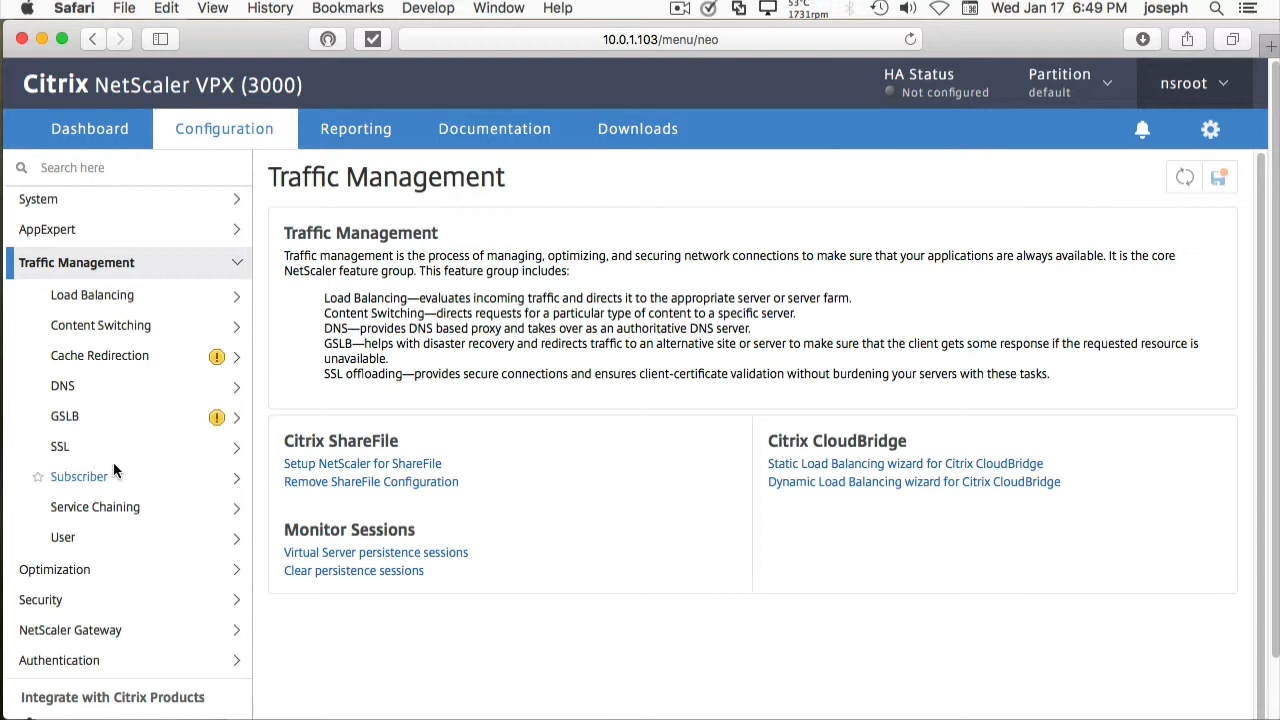 Safari File Edit View History Bookmarks Develop Window Help 53°C 1731rpm Wed Jan 17 6:49 PM joseph
10.0.1.103/menu/neo
Citrix NetScaler VPX (3000)
HA Status
Not configured
Partition
default
nsroot
Dashboard Configuration Reporting Documentation Downloads
Search here
System
AppExpert
Traffic Management
Load Balancing
Content Switching
Cache Redirection
DNS
GSLB
SSL
Subscriber
Service Chaining
User
Optimization
Security
NetScaler Gateway
Authentication
Integrate with Citrix Products
Traffic Management
Traffic Management
Traffic management is the process of managing, optimizing, and securing network connections to make sure that your applications are always available. It is the core
NetScaler feature group. This feature group includes:
Load Balancing—evaluates incoming traffic and directs it to the appropriate server or server farm.
Content Switching—directs requests for a particular type of content to a specific server.
DNS—provides DNS based proxy and takes over as an authoritative DNS server.
GSLB—helps with disaster recovery and redirects traffic to an alternative site or server to make sure that the client gets some response if the requested resource is
unavailable.
SSL offloading—provides secure connections and ensures client-certificate validation without burdening your servers with these tasks.
Citrix ShareFile
Setup NetScaler for ShareFile
Remove ShareFile Configuration
Monitor Sessions
Virtual Server persistence sessions
Clear persistence sessions
Citrix CloudBridge
Static Load Balancing wizard for Citrix CloudBridge
Dynamic Load Balancing wizard for Citrix CloudBridge